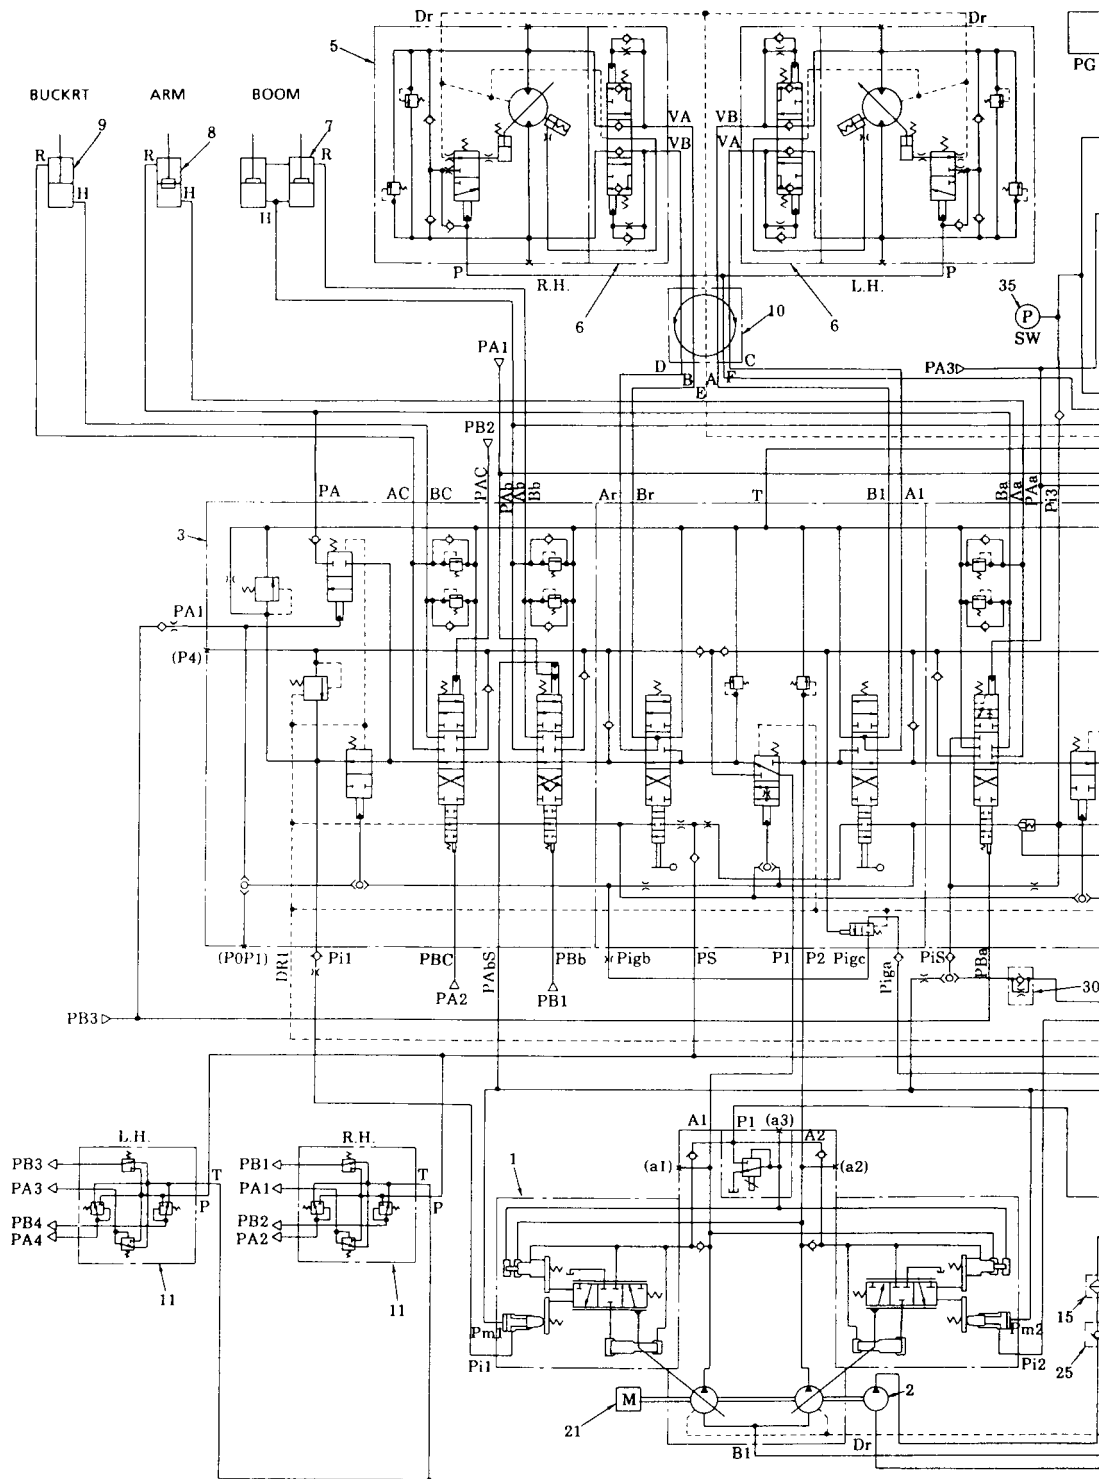 Dr
Dr
5
PG
BUCKRT
ARM
BOOM
9
8
7
R
R
R
H
H
H
VA
VB
VB
VA
P
R.H.
L.H.
P
6
10
6
35
P
SW
PA1
D
B
E
A
F
C
PA3
PB2
PA
AC
BC
PAC
PAb
Ab
Bb
Ar
Br
T
B1
A1
Ba
Aa
PAa
Pi3
3
PA1
(P4)
(P0P1)
DR1
Pi1
PBC
PAbS
PBb
Pigb
PS
P1
P2
Pigc
Piga
PiS
PBa
30
PA2
PB1
PB3
L.H.
R.H.
PB3
PA3
PB4
PA4
T
P
PB1
PA1
PB2
PA2
T
P
11
11
A1
P1
(a3)
A2
(a1)
(a2)
1
Pm1
Pi1
Pm2
Pi2
15
25
M
21
2
B1
Dr